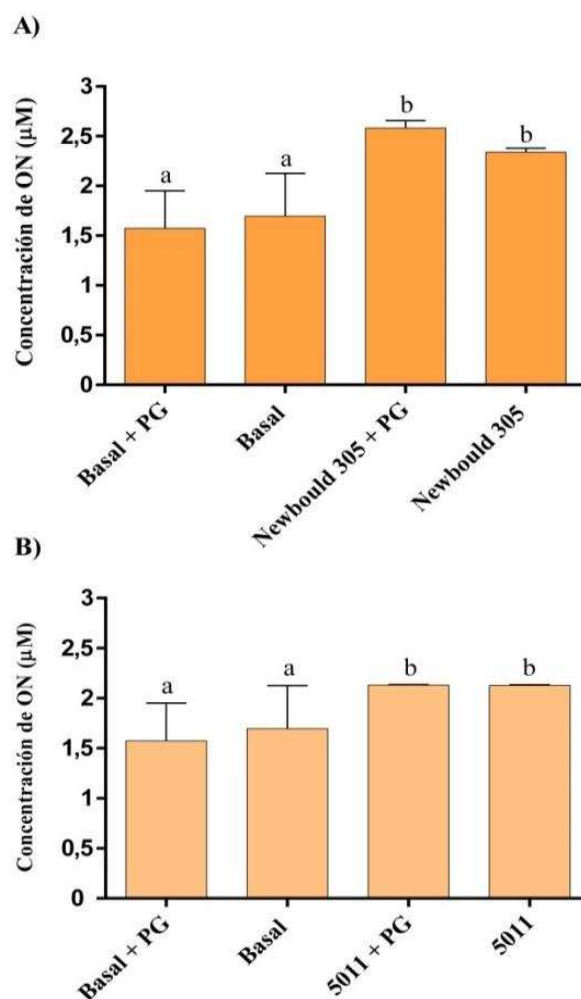 A)
Concentración de ON (µM)
3
2,5
2
1,5
1
0,5
0
a
a
b
b
Basal + PG
Basal
Newbould 305 + PG
Newbould 305
B)
Concentración de ON (µM)
3
2,5
2
1,5
1
0,5
0
a
a
b
b
Basal + PG
Basal
5011 + PG
5011